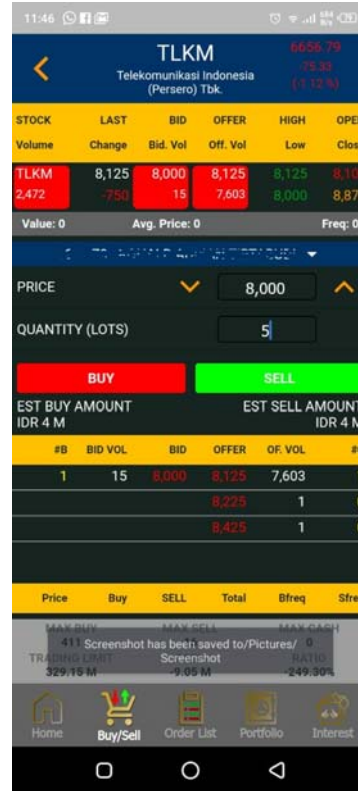 11:46
TLKM
Telekomunikasi Indonesia
(Persero) Tbk.
6656.79
-75.33
(-1.12 %)
STOCK LAST BID OFFER HIGH OPE
Volume Change Bid. Vol Off. Vol Low Clos
TLKM 8,125 8,000 8,125 8,125 8,10
2,472 -750 15 7,603 8,000 8,87
Value: 0 Avg. Price: 0 Freq: 0
PRICE 8,000
QUANTITY (LOTS) 5
BUY SELL
EST BUY AMOUNT EST SELL AMOUNT
IDR 4 M IDR 4 M
#B BID VOL BID OFFER OF. VOL
1 15 8,000 8,125 7,603
8,225 1
8,425 1
Price Buy SELL Total Bfreq Sfre
MAX BUY MAX SELL MAX CASH
411 0
Screenshot has been saved to/Pictures/
Screenshot
TRADING LIMIT RATIO
329.15 M -9.05 M -249.30%
Home Buy/Sell Order List Portfolio Interest